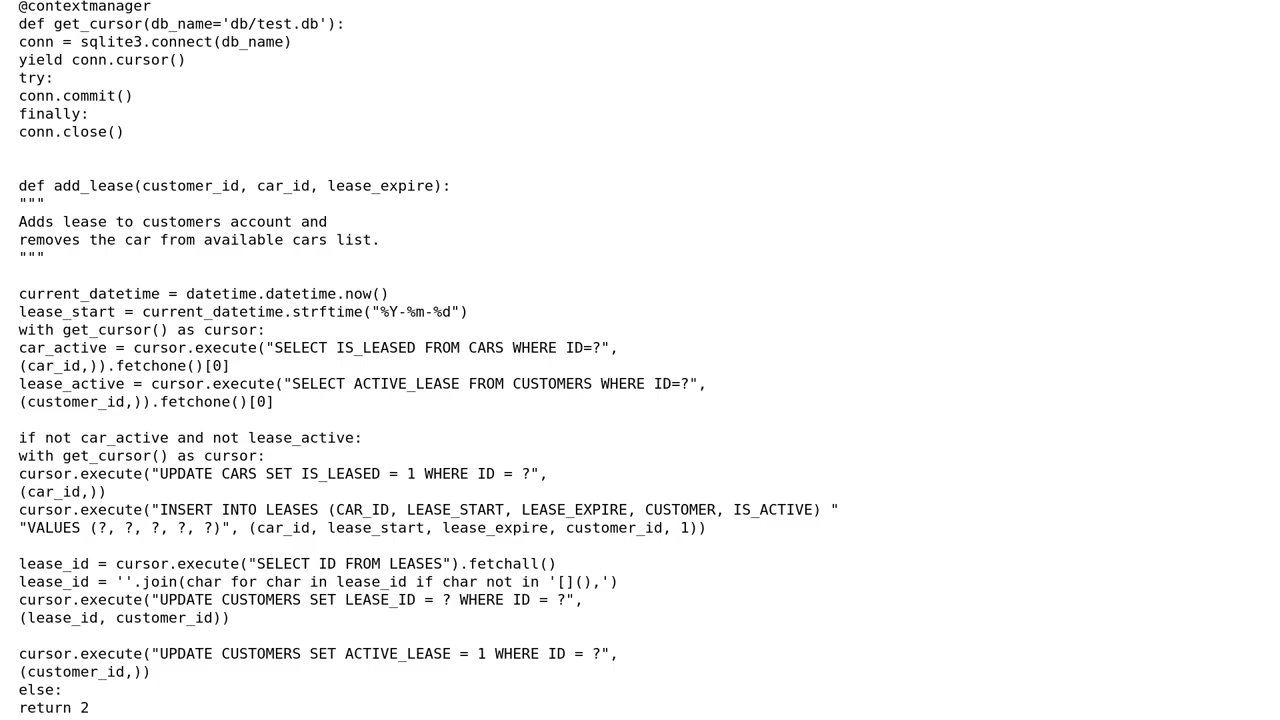 @contextmanager
def get_cursor(db_name='db/test.db'):
conn = sqlite3.connect(db_name)
yield conn.cursor()
try:
conn.commit()
finally:
conn.close()
def add_lease(customer_id, car_id, lease_expire):
"""
Adds lease to customers account and
removes the car from available cars list.
"""
current_datetime = datetime.datetime.now()
lease_start = current_datetime.strftime("%Y-%m-%d")
with get_cursor() as cursor:
car_active = cursor.execute("SELECT IS_LEASED FROM CARS WHERE ID=?",
(car_id,)).fetchone()[0]
lease_active = cursor.execute("SELECT ACTIVE_LEASE FROM CUSTOMERS WHERE ID=?",
(customer_id,)).fetchone()[0]
if not car_active and not lease_active:
with get_cursor() as cursor:
cursor.execute("UPDATE CARS SET IS_LEASED = 1 WHERE ID = ?",
(car_id,))
cursor.execute("INSERT INTO LEASES (CAR_ID, LEASE_START, LEASE_EXPIRE, CUSTOMER, IS_ACTIVE) "
"VALUES (?, ?, ?, ?, ?)", (car_id, lease_start, lease_expire, customer_id, 1))
lease_id = cursor.execute("SELECT ID FROM LEASES").fetchall()
lease_id = ''.join(char for char in lease_id if char not in '[](),')
cursor.execute("UPDATE CUSTOMERS SET LEASE_ID = ? WHERE ID = ?",
(lease_id, customer_id))
cursor.execute("UPDATE CUSTOMERS SET ACTIVE_LEASE = 1 WHERE ID = ?",
(customer_id,))
else:
return 2